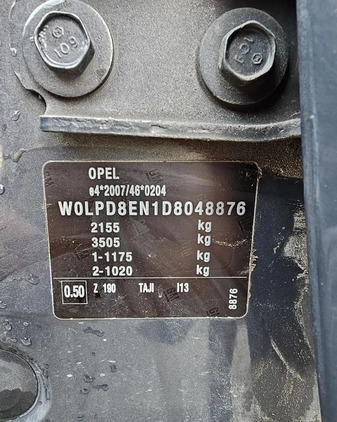 109
109
OPEL
e4*2007/46*0204
W0LPD8EN1D8048876
2155 kg
3505 kg
1-1175 kg
2-1020 kg
0.50 Z 190 TAJI I13
8876